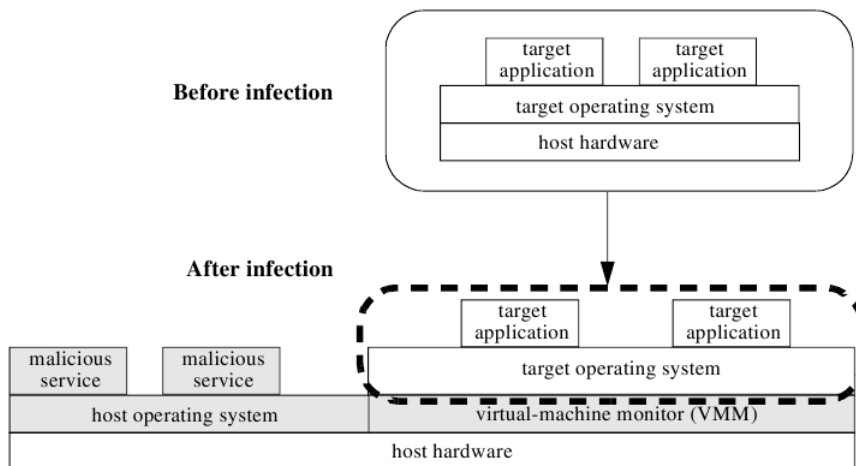 target
application
target
application
Before infection
target operating system
host hardware
After infection
target
application
target
application
malicious
service
malicious
service
target operating system
host operating system
virtual-machine monitor (VMM)
host hardware